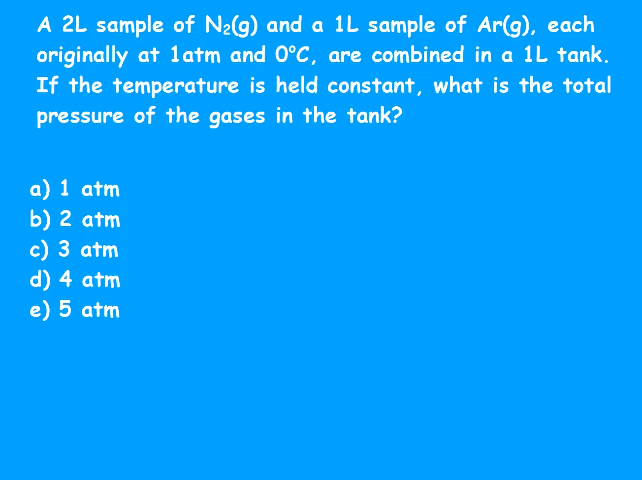 A 2L sample of N₂(g) and a 1L sample of Ar(g), each
originally at 1atm and 0°C, are combined in a 1L tank.
If the temperature is held constant, what is the total
pressure of the gases in the tank?
a) 1 atm
b) 2 atm
c) 3 atm
d) 4 atm
e) 5 atm